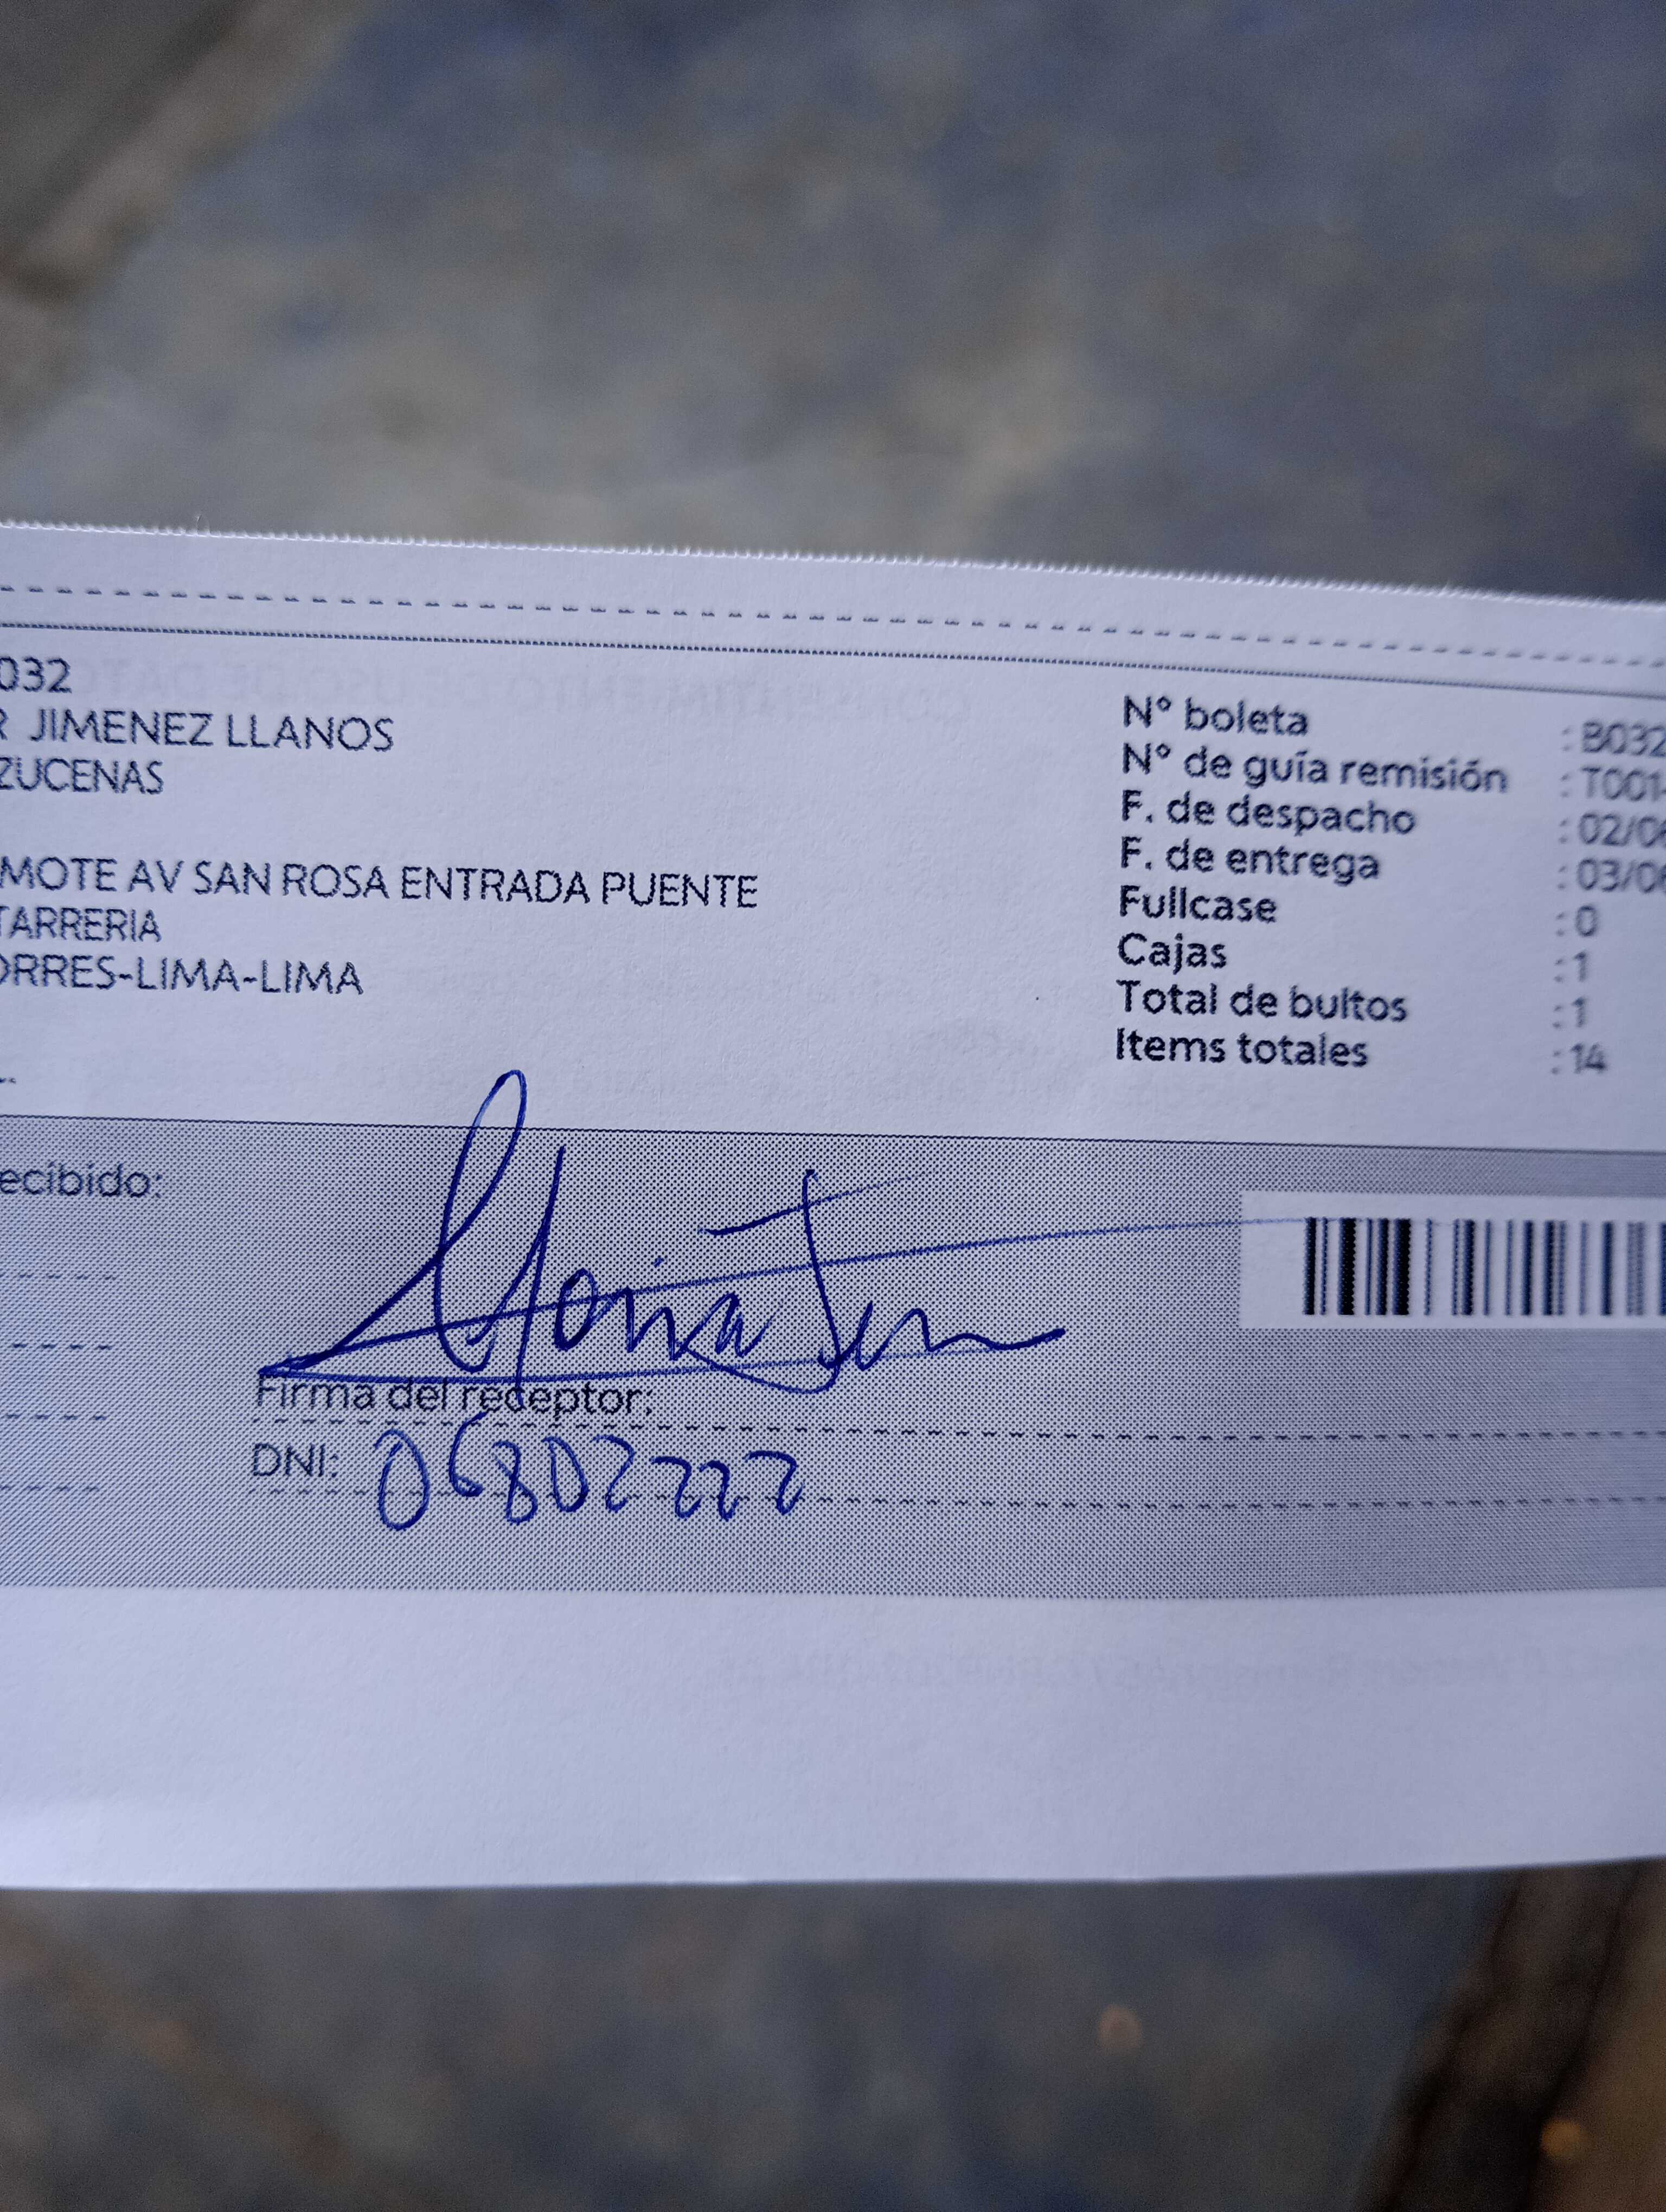 032
R JIMENEZ LLANOS
ZUCENAS
MOTE AV SAN ROSA ENTRADA PUENTE
TARRERIA
ORRES-LIMA-LIMA
N° boleta : B032
N° de guía remisión : T001-
F. de despacho : 02/06
F. de entrega : 03/06
Fullcase : 0
Cajas : 1
Total de bultos : 1
Items totales : 14
ecibido:
Firma del receptor:
DNI: 06802222